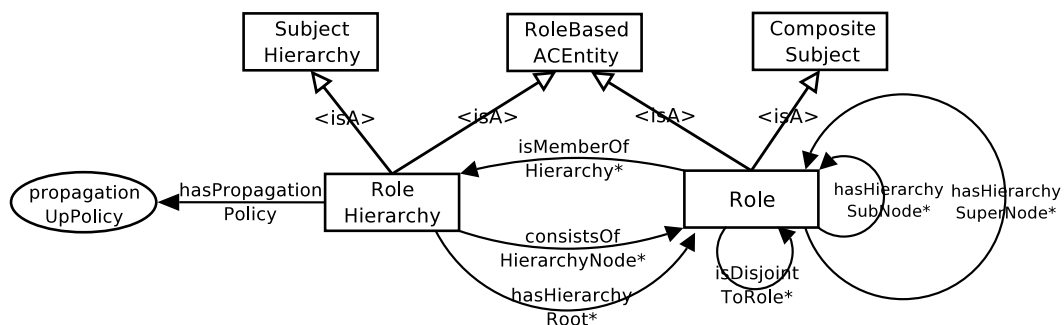 Subject
Hierarchy
RoleBased
ACEntity
Composite
Subject
<isA>
<isA>
<isA>
<isA>
propagation
UpPolicy
hasPropagation
Policy
Role
Hierarchy
isMemberOf
Hierarchy*
consistsOf
HierarchyNode*
hasHierarchy
Root*
Role
isDisjoint
ToRole*
hasHierarchy
SubNode*
hasHierarchy
SuperNode*